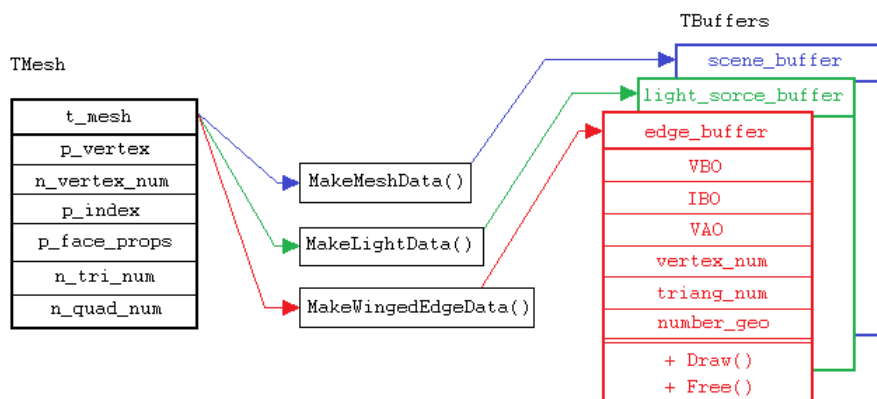 TMesh
t_mesh
p_vertex
n_vertex_num
p_index
p_face_props
n_tri_num
n_quad_num
MakeMeshData()
MakeLightData()
MakeWingedEdgeData()
TBuffers
scene_buffer
light_sorce_buffer
edge_buffer
VBO
IBO
VAO
vertex_num
triang_num
number_geo
+ Draw()
+ Free()